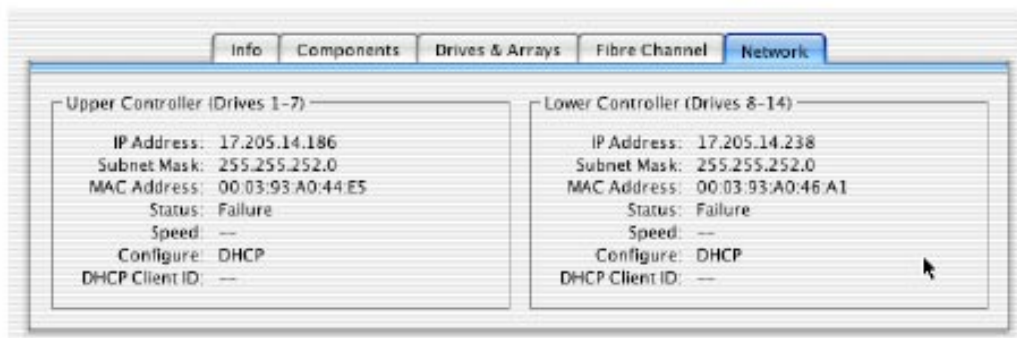 Info Components Drives & Arrays Fibre Channel Network
Upper Controller (Drives 1-7)
IP Address: 17.205.14.186
Subnet Mask: 255.255.252.0
MAC Address: 00:03:93:A0:44:E5
Status: Failure
Speed: --
Configure: DHCP
DHCP Client ID: --
Lower Controller (Drives 8-14)
IP Address: 17.205.14.238
Subnet Mask: 255.255.252.0
MAC Address: 00:03:93:A0:46:A1
Status: Failure
Speed: --
Configure: DHCP
DHCP Client ID: --